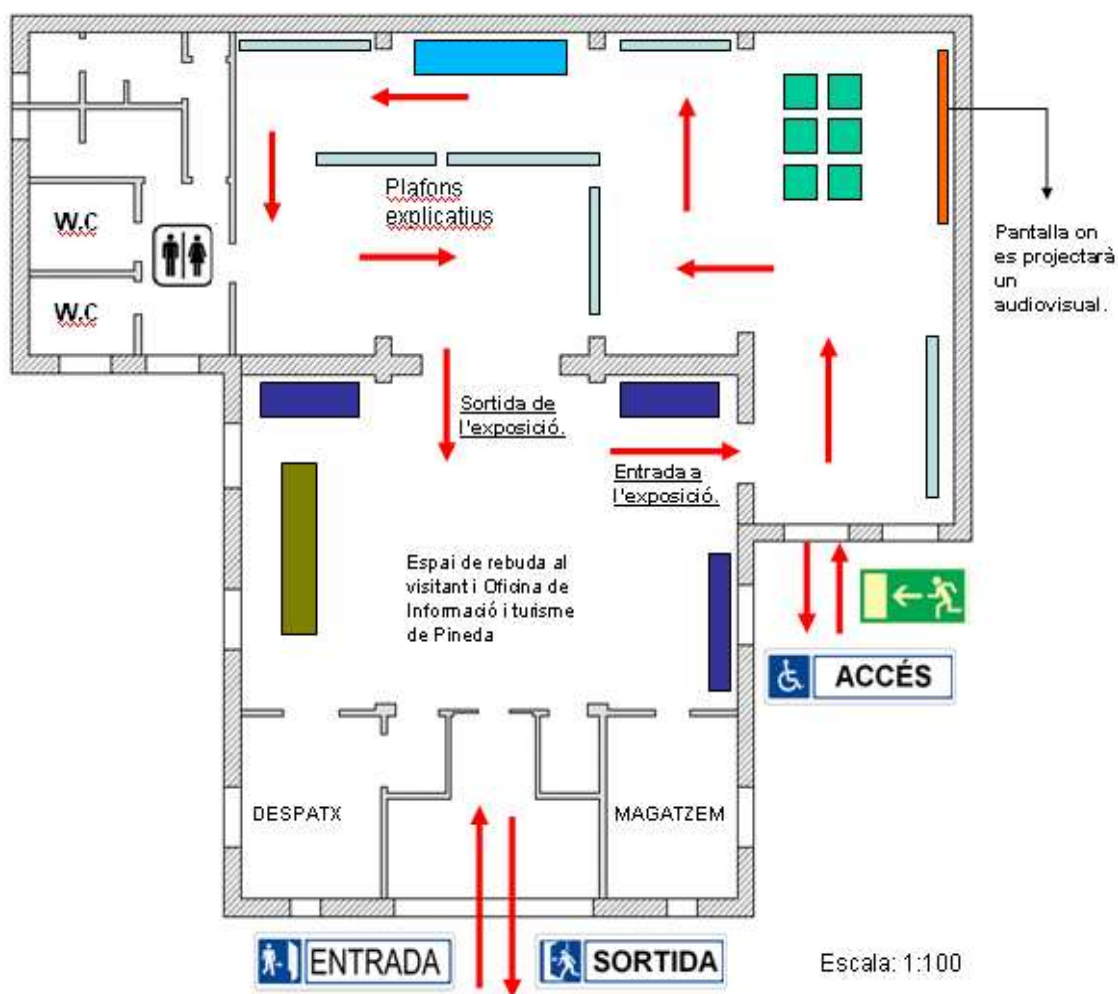 Plafons
explicatius
W.C
W.C
Pantalla on
es projectarà
un
audiovisual.
Sortida de
l'exposició.
Entrada a
l'exposició.
Espai de rebuda al
visitant i Oficina de
Informació i turisme
de Pineda
ACCÉS
DESPATX
MAGATZEM
ENTRADA
SORTIDA
Escala: 1:100